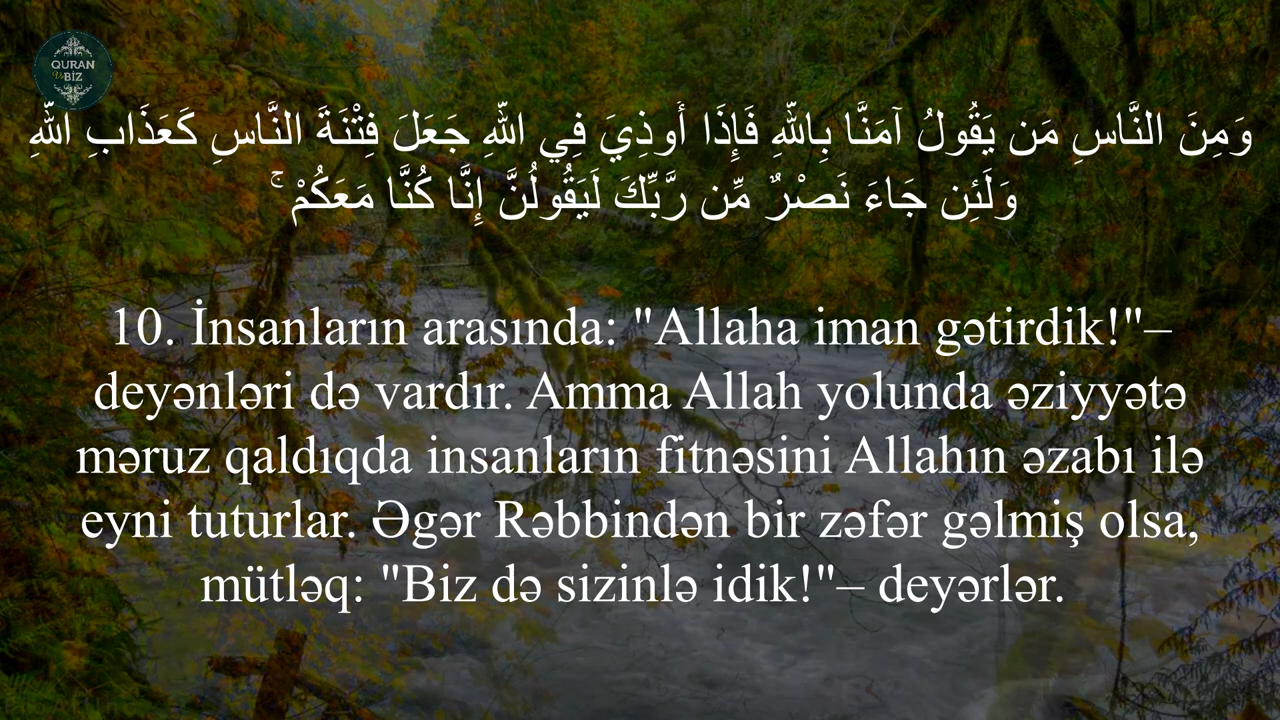 QURAN
Və
BİZ
وَمِنَ النَّاسِ مَن يَقُولُ آمَنَّا بِاللَّهِ فَإِذَا أُوذِيَ فِي اللَّهِ جَعَلَ فِتْنَةَ النَّاسِ كَعَذَابِ اللَّهِ
وَلَئِن جَاءَ نَصْرٌ مِّن رَّبِّكَ لَيَقُولُنَّ إِنَّا كُنَّا مَعَكُمْ ۚ
10. İnsanların arasında: "Allaha iman gətirdik!"–
deyənləri də vardır. Amma Allah yolunda əziyyətə
məruz qaldıqda insanların fitnəsini Allahın əzabı ilə
eyni tuturlar. Əgər Rəbbindən bir zəfər gəlmiş olsa,
mütləq: "Biz də sizinlə idik!"– deyərlər.